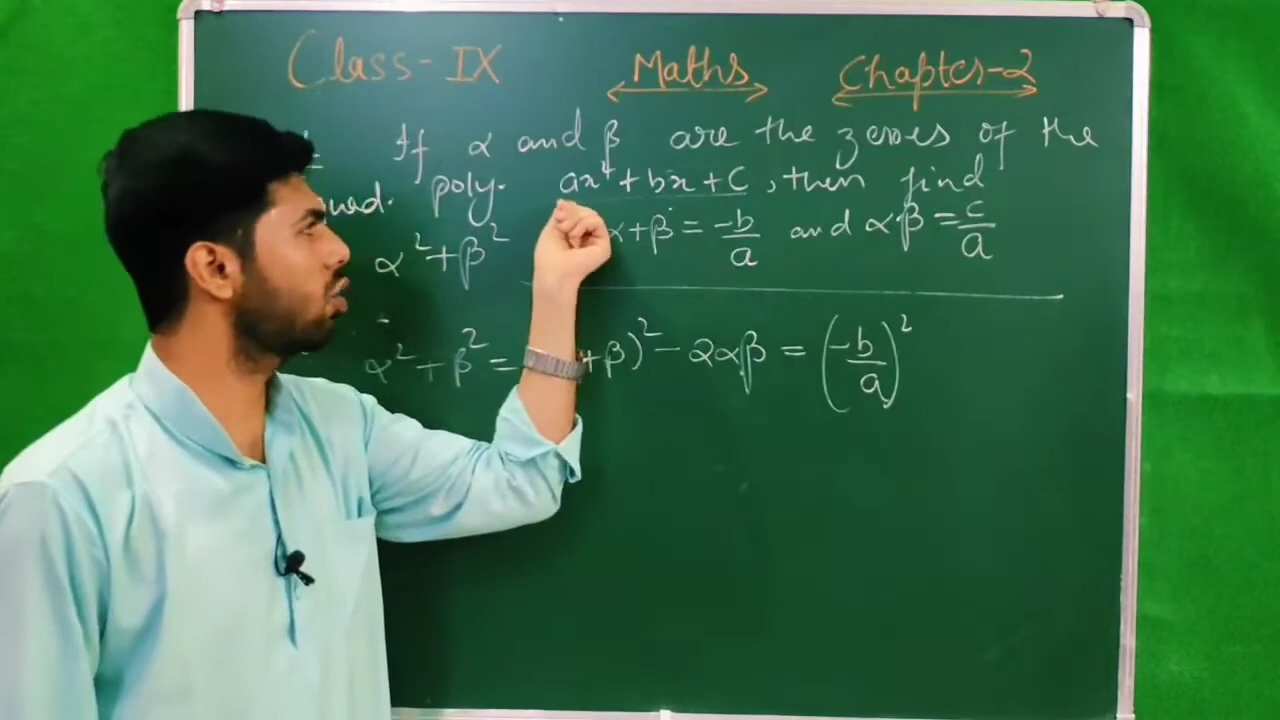 Class-IX Maths Chapter-2
If α and β are the zeroes of the
poly. ax²+bx+c, then find
α²+β² α+β=-b/a and αβ=c/a
α²+β²= +β)²-2αβ = (-b/a)²